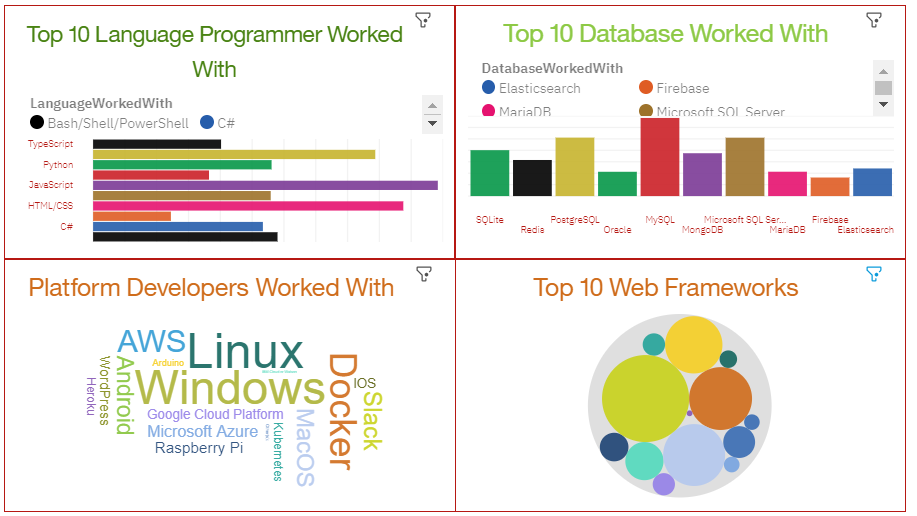 Top 10 Language Programmer Worked
With
LanguageWorkedWith
Bash/Shell/PowerShell
C#
TypeScript
Python
JavaScript
HTML/CSS
C#
Top 10 Database Worked With
DatabaseWorkedWith
Elasticsearch
Firebase
MariaDB
Microsoft SQL Server
SQLite
Redis
PostgreSQL
Oracle
MySQL
MongoDB
Microsoft SQL Ser...
MariaDB
Firebase
Elasticsearch
Platform Developers Worked With
AWS
Linux
Arduino
Windows
Docker
IOS
Slack
WordPress
Heroku
Android
Google Cloud Platform
Microsoft Azure
Raspberry Pi
Kubernetes
MacOS
Top 10 Web Frameworks